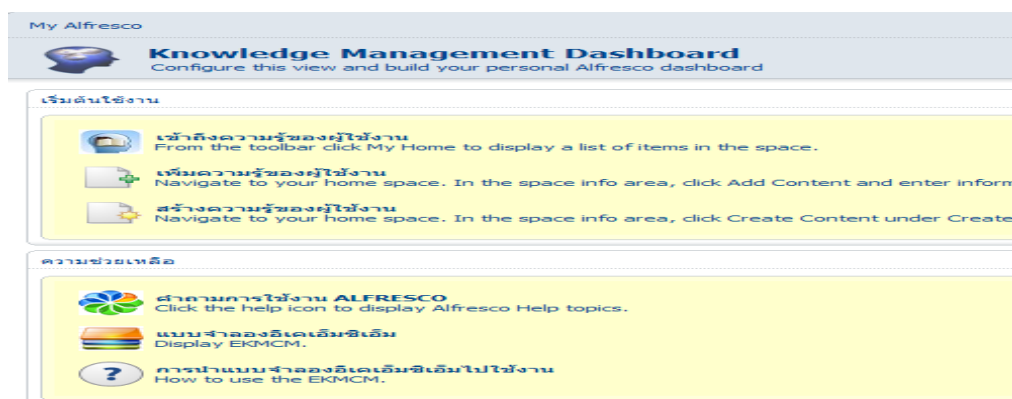 My Alfresco
Knowledge Management Dashboard
Configure this view and build your personal Alfresco dashboard
เริ่มต้นใช้งาน
เข้าถึงความรู้ของผู้ใช้งาน
From the toolbar click My Home to display a list of items in the space.
เพิ่มความรู้ของผู้ใช้งาน
Navigate to your home space. In the space info area, click Add Content and enter inform
สร้างความรู้ของผู้ใช้งาน
Navigate to your home space. In the space info area, click Create Content under Create
ความช่วยเหลือ
คำถามการใช้งาน ALFRESCO
Click the help icon to display Alfresco Help topics.
แบบจำลองอีเคเอ็มซีเอ็ม
Display EKMCM.
?
การนำแบบจำลองอีเคเอ็มซีเอ็มไปใช้งาน
How to use the EKMCM.